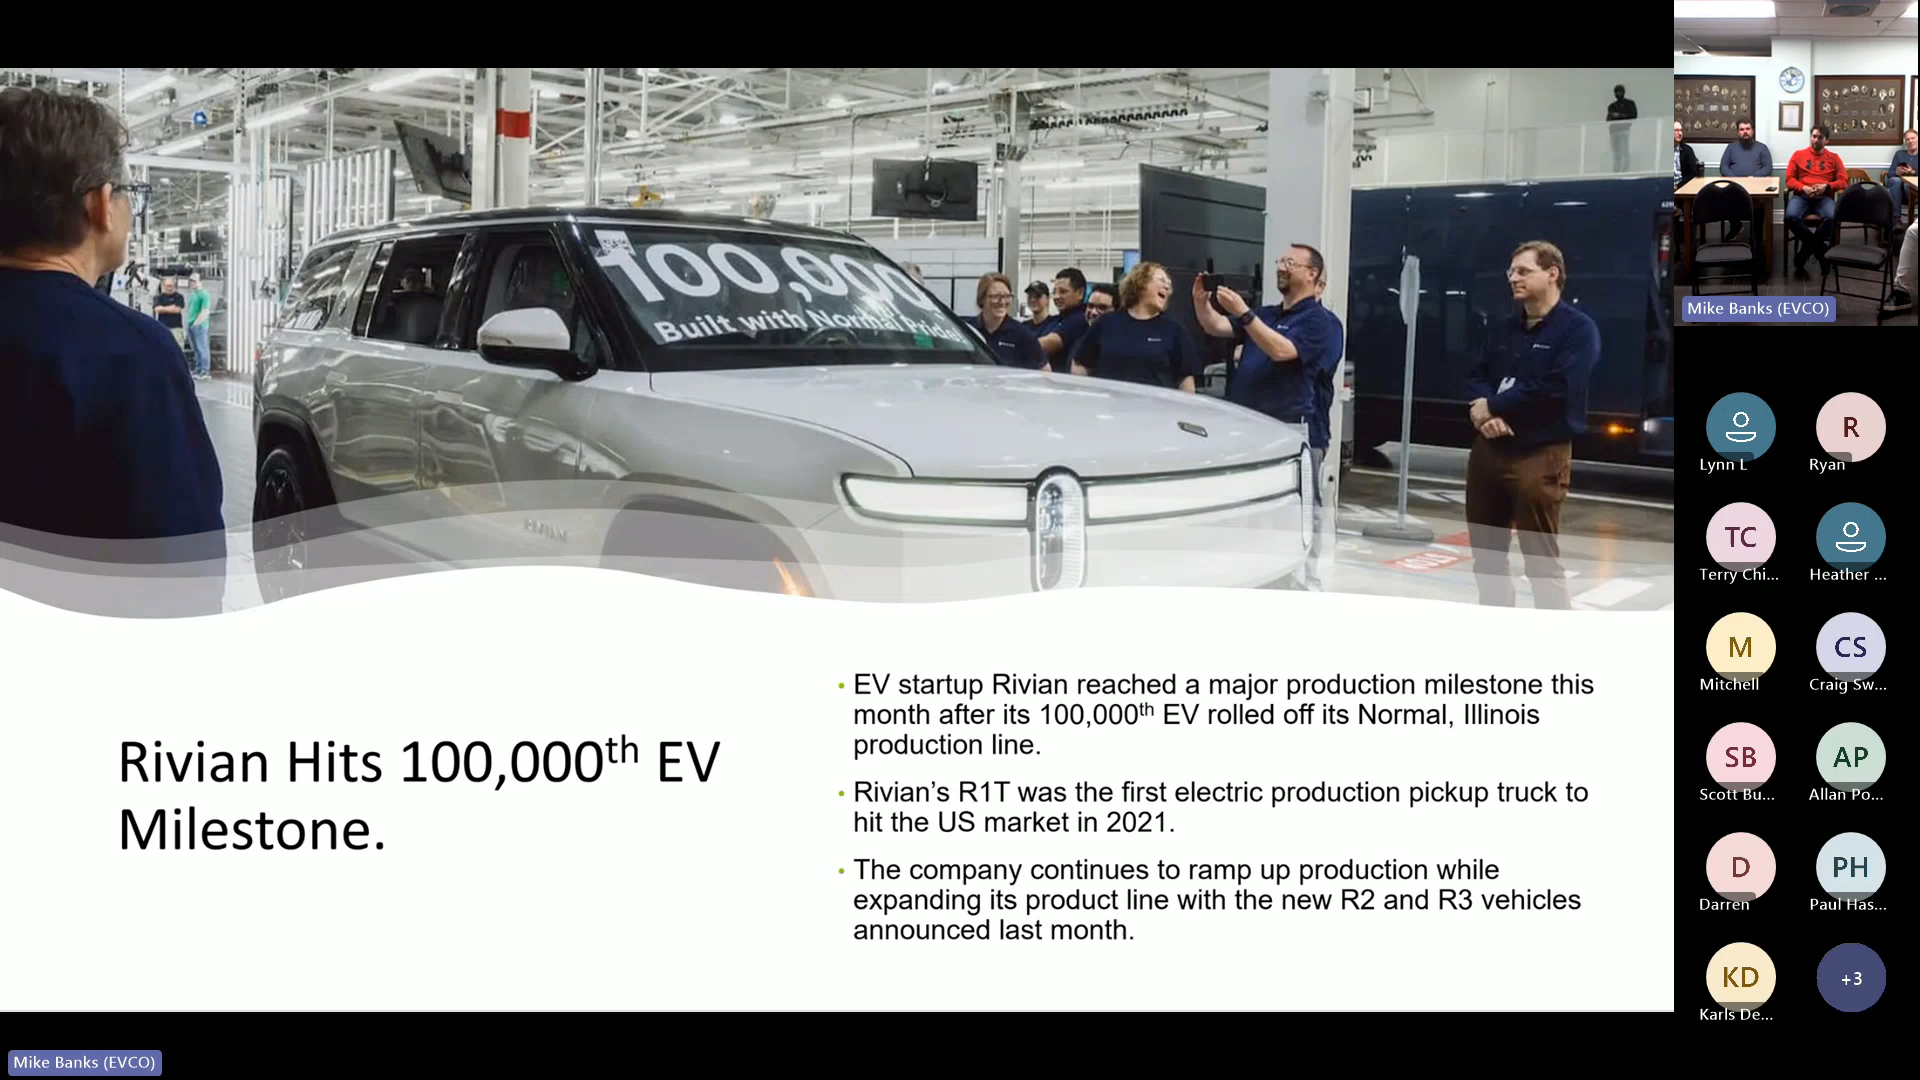 100,000
Built with Normal Pride
Rivian Hits 100,000th EV
Milestone.
• EV startup Rivian reached a major production milestone this
month after its 100,000th EV rolled off its Normal, Illinois
production line.
• Rivian’s R1T was the first electric production pickup truck to
hit the US market in 2021.
• The company continues to ramp up production while
expanding its product line with the new R2 and R3 vehicles
announced last month.
Mike Banks (EVCO)
Mike Banks (EVCO)
Lynn L
R
Ryan
TC
Terry Chi...
Heather ...
M
Mitchell
CS
Craig Sw...
SB
Scott Bu...
AP
Allan Po...
D
Darren
PH
Paul Has...
KD
Karls De...
+3